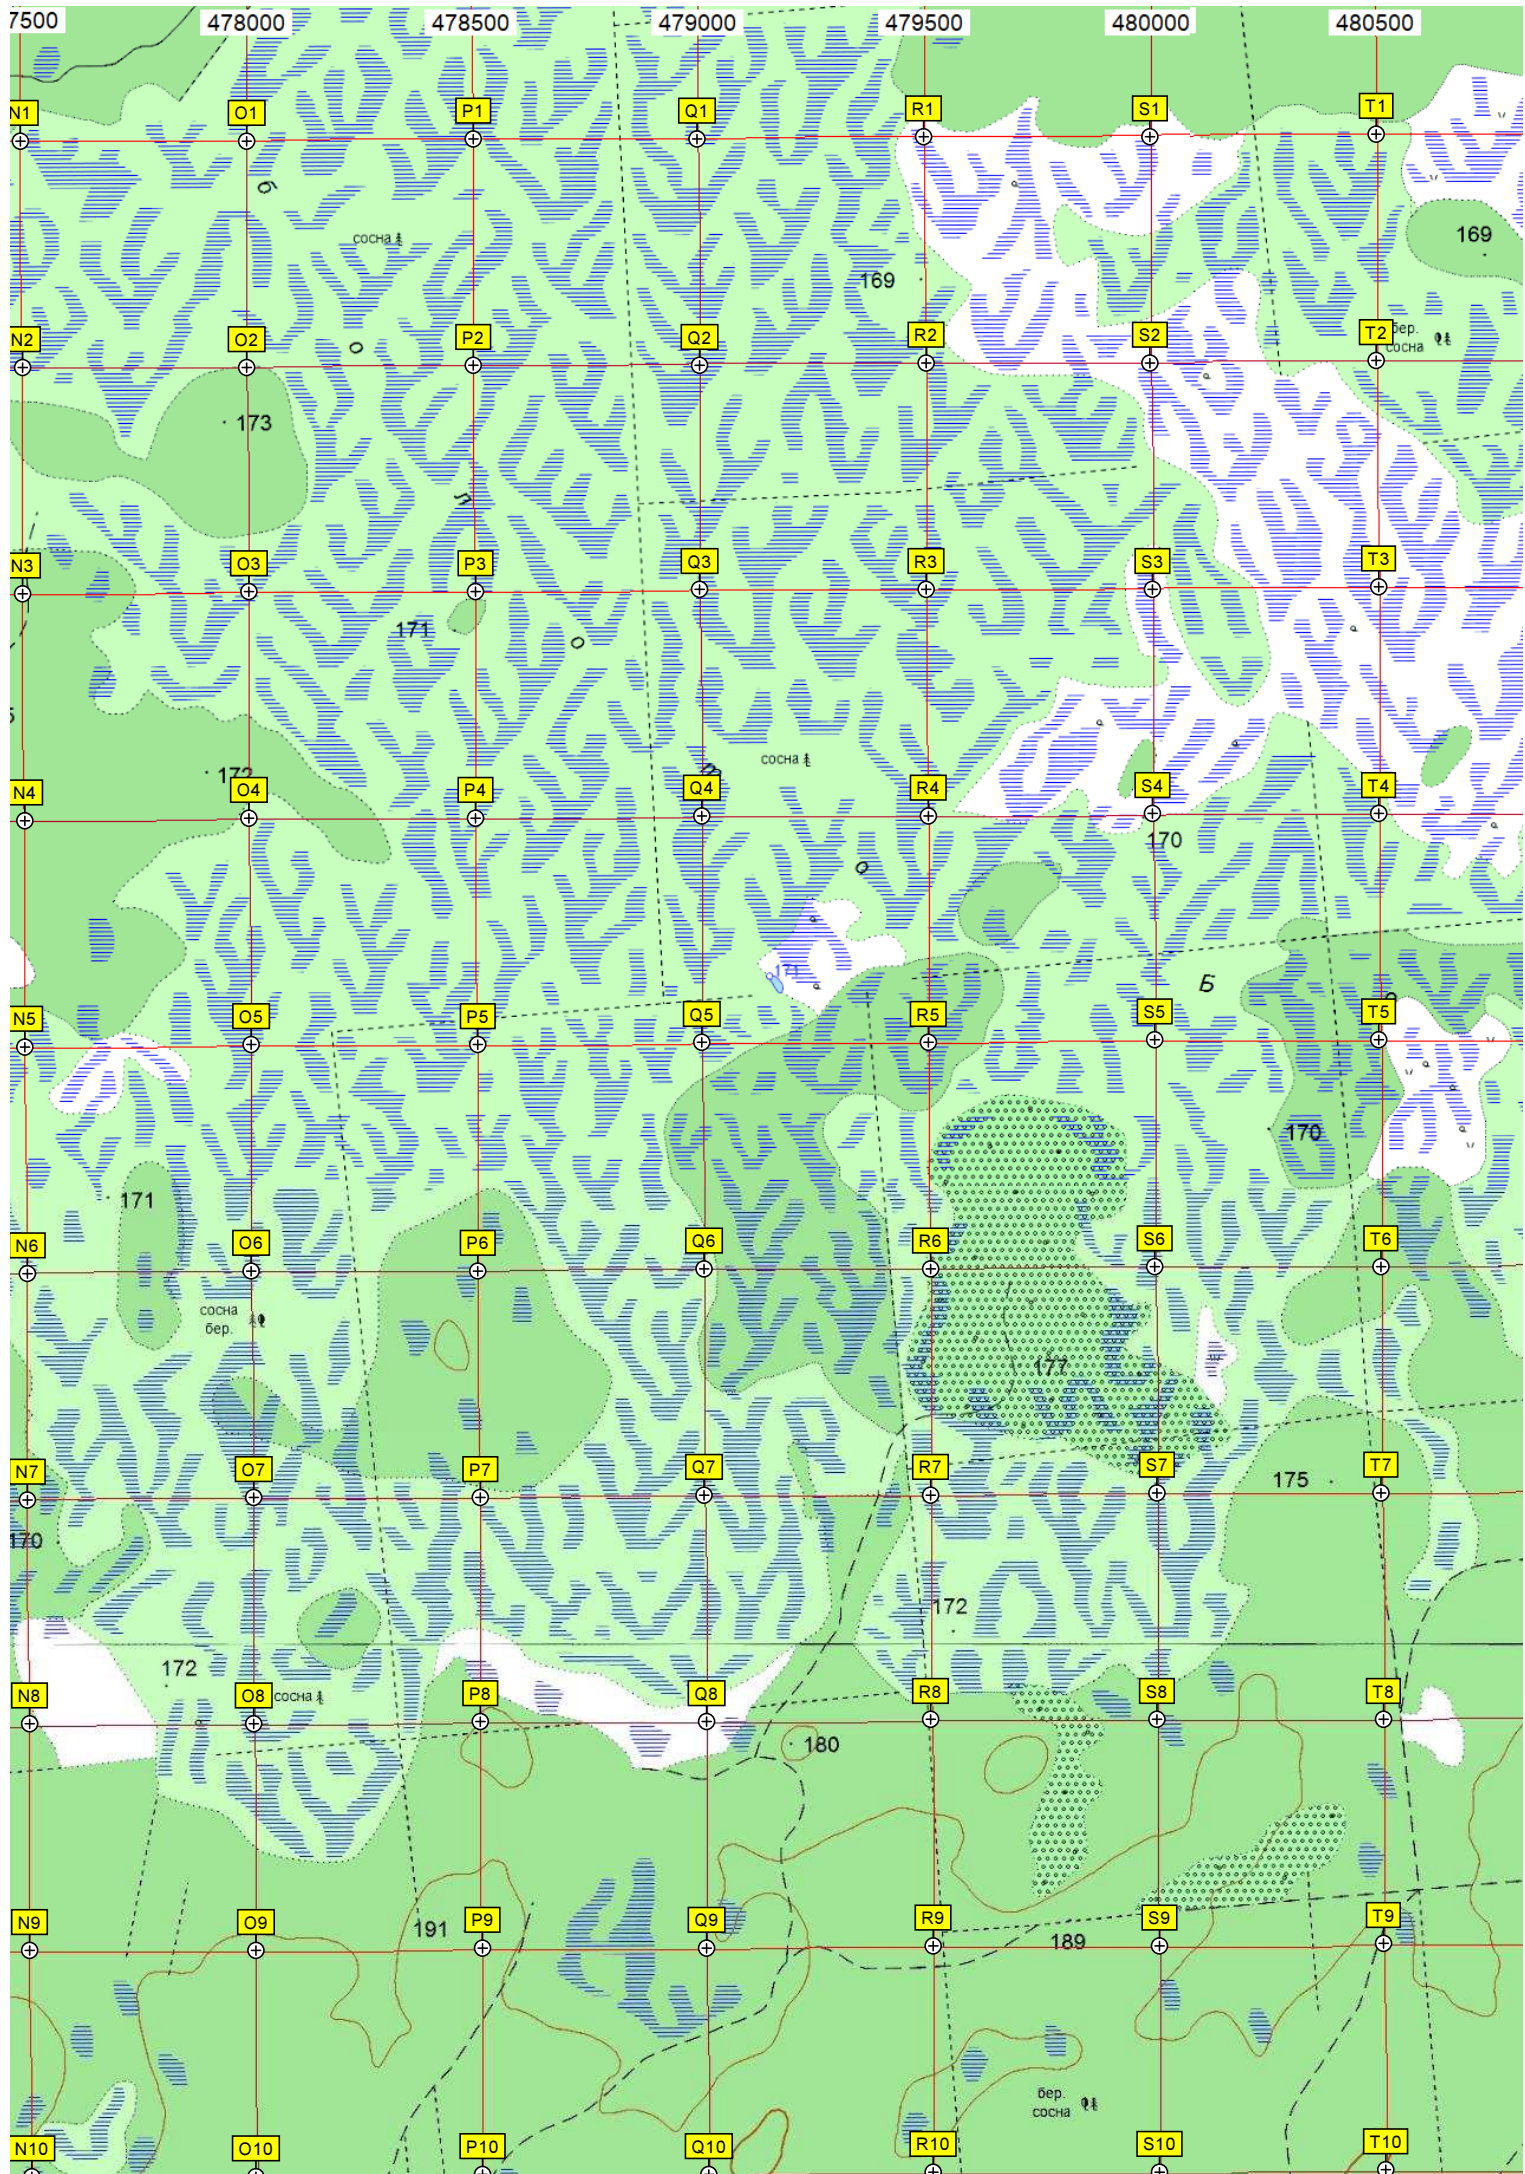 7500 478000 478500 479000 479500 480000 480500
N1 O1 P1 Q1 R1 S1 T1
б
сосна
169
169
N2 O2 P2 Q2 R2 S2 T2
бер.
сосна
о
173
л
N3 O3 P3 Q3 R3 S3 T3
171
о
172
сосна
N4 O4 P4 Q4 R4 S4 T4
170
о
171
Б
N5 O5 P5 Q5 R5 S5 T5
170
171
N6 O6 P6 Q6 R6 S6 T6
сосна
бер.
177
N7 O7 P7 Q7 R7 S7 T7
175
170
172
172
N8 O8 P8 Q8 R8 S8 T8
сосна
180
N9 O9 P9 Q9 R9 S9 T9
191
189
бер.
сосна
N10 O10 P10 Q10 R10 S10 T10